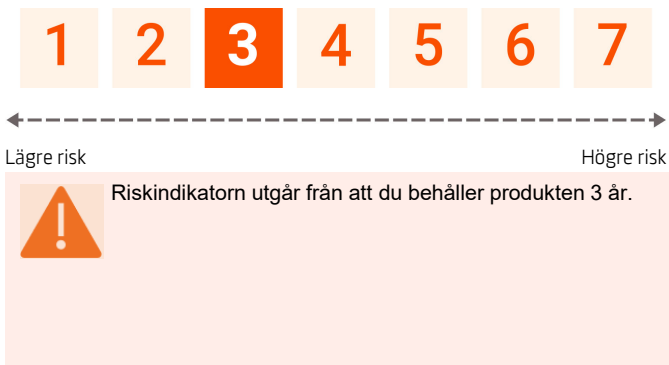 1 2 3 4 5 6 7
Lägre risk Högre risk
Riskindikatorn utgår från att du behåller produkten 3 år.